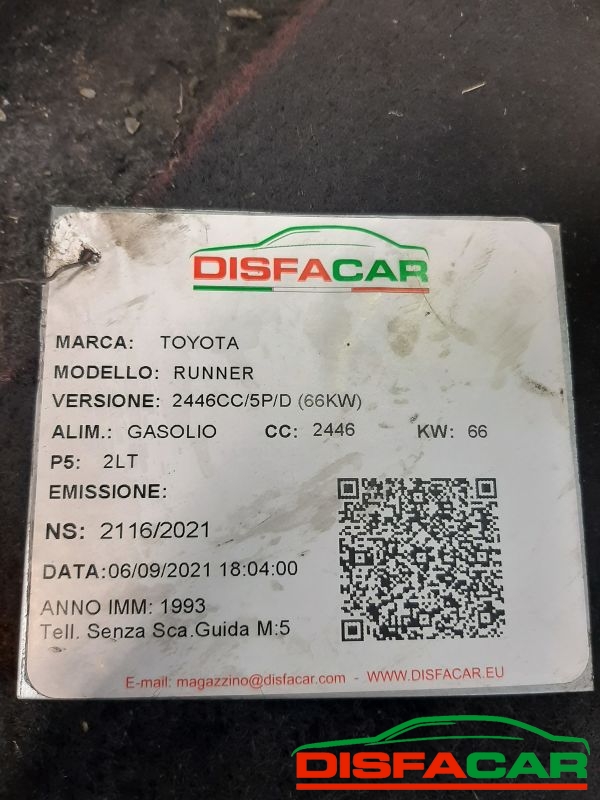 DISFACAR
MARCA: TOYOTA
MODELLO: RUNNER
VERSIONE: 2446CC/5P/D (66KW)
ALIM.: GASOLIO CC: 2446 KW: 66
P5: 2LT
EMISSIONE:
NS: 2116/2021
DATA:06/09/2021 18:04:00
ANNO IMM: 1993
Tell. Senza Sca.Guida M:5
E-mail: magazzino@disfacar.com - WWW.DISFACAR.EU
DISFACAR